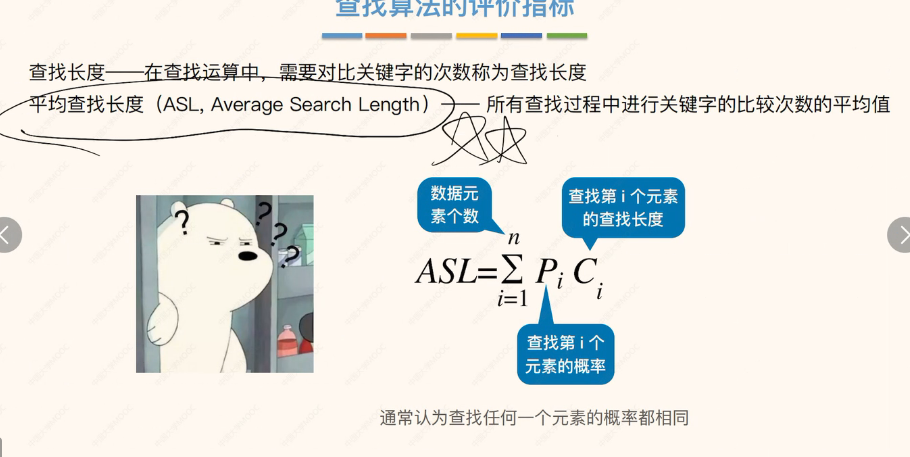 查找算法的评价指标
查找长度——在查找运算中，需要对比关键字的次数称为查找长度
平均查找长度（ASL, Average Search Length）—— 所有查找过程中进行关键字的比较次数的平均值
? ? ? ?
数据元
素个数
查找第 i 个元素
的查找长度
n
ASL=∑ Pi Ci
i=1
查找第 i 个
元素的概率
通常认为查找任何一个元素的概率都相同